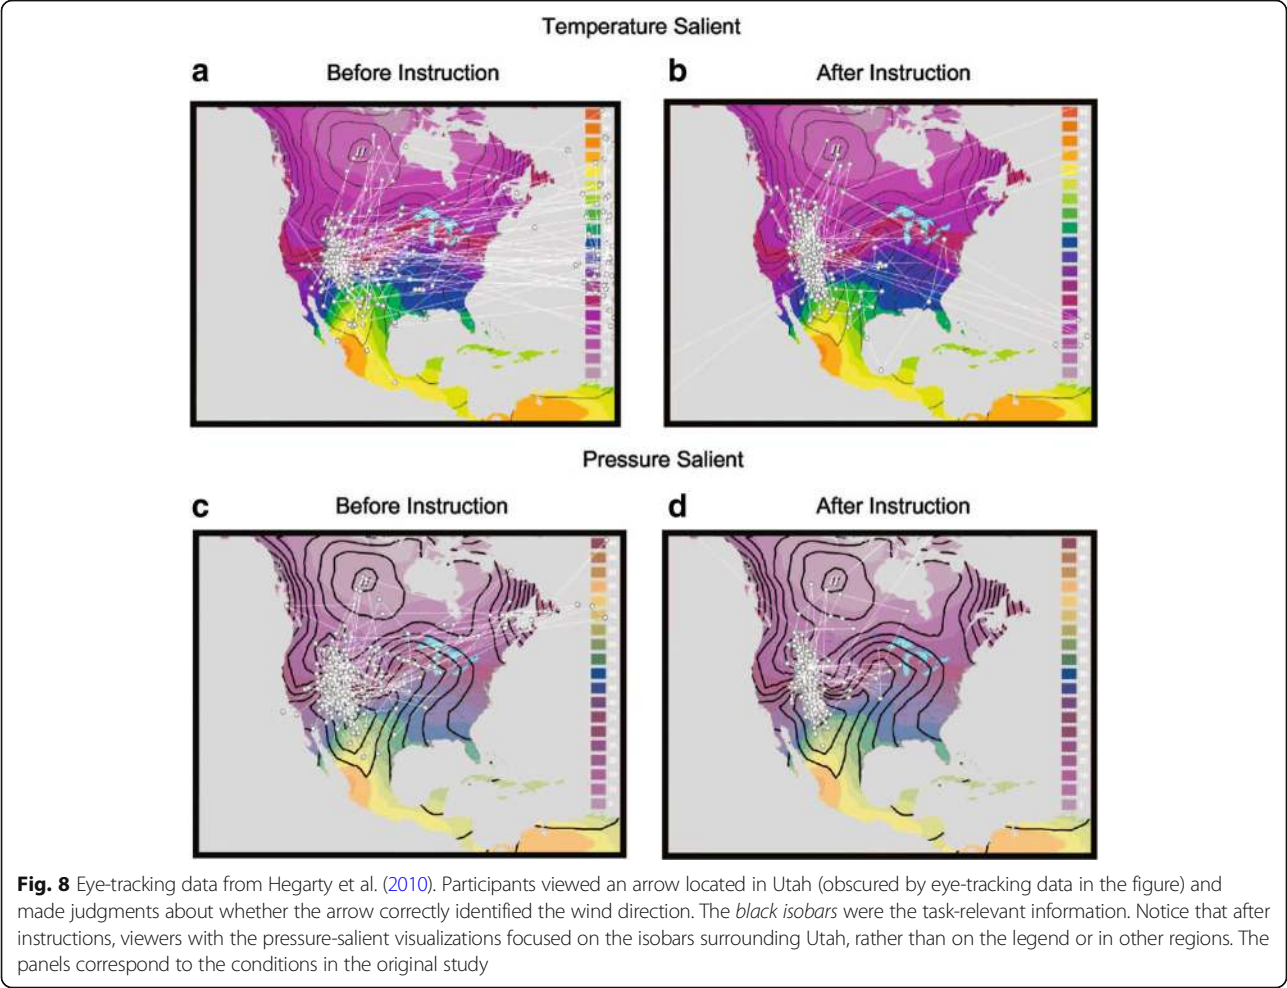 Temperature Salient
a Before Instruction
b After Instruction
H
H
Pressure Salient
c Before Instruction
d After Instruction
H
H
Fig. 8 Eye-tracking data from Hegarty et al. (2010). Participants viewed an arrow located in Utah (obscured by eye-tracking data in the figure) and
made judgments about whether the arrow correctly identified the wind direction. The black isobars were the task-relevant information. Notice that after
instructions, viewers with the pressure-salient visualizations focused on the isobars surrounding Utah, rather than on the legend or in other regions. The
panels correspond to the conditions in the original study